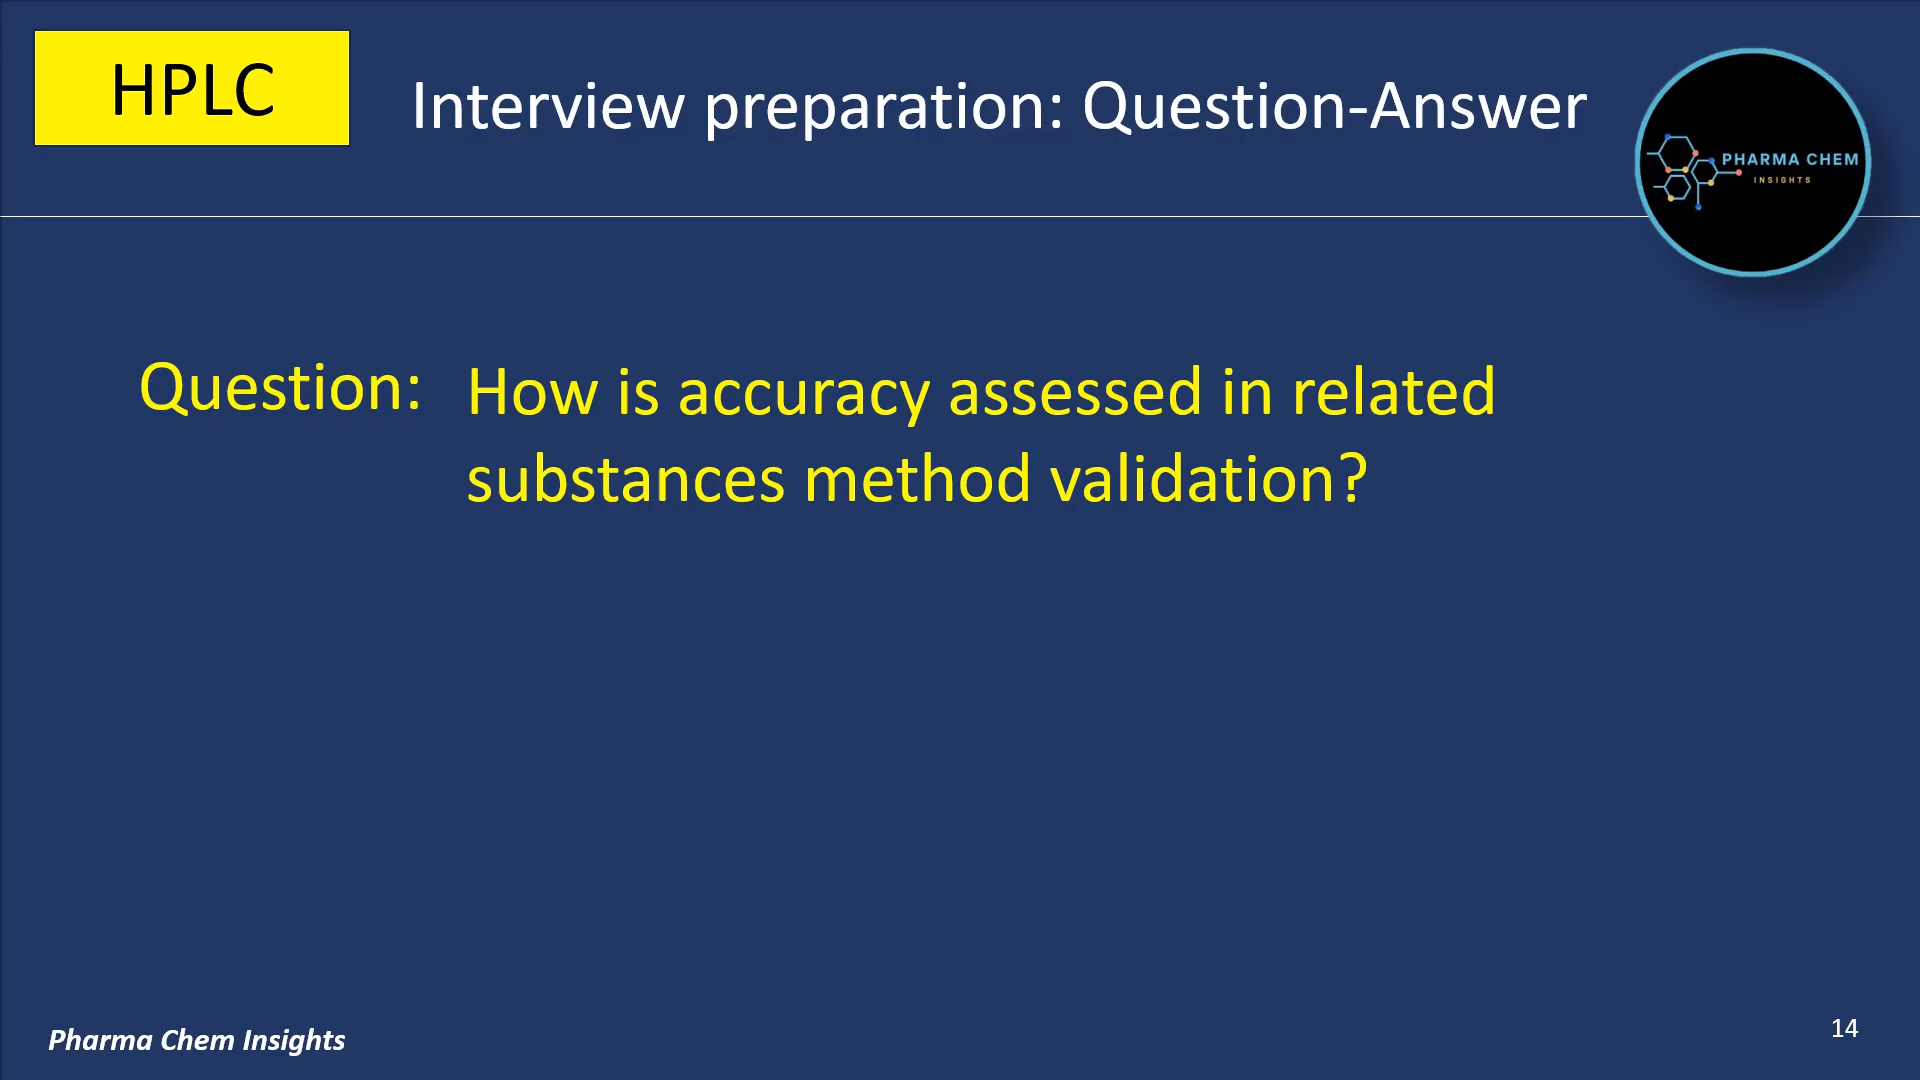 HPLC
Interview preparation: Question-Answer
PHARMA CHEM
INSIGHTS
Question: How is accuracy assessed in related
substances method validation?
Pharma Chem Insights
14